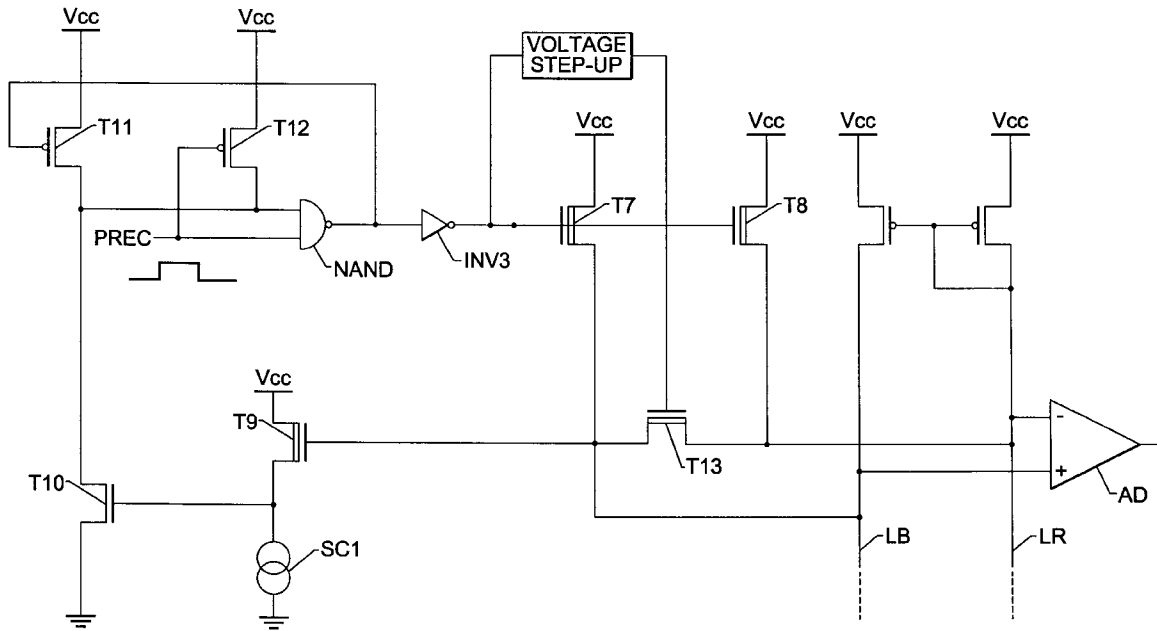 Vcc
Vcc
VOLTAGE
STEP-UP
T11
T12
Vcc
Vcc
Vcc
Vcc
T7
T8
PREC
NAND
INV3
Vcc
T9
T13
T10
AD
-
+
SC1
LB
LR